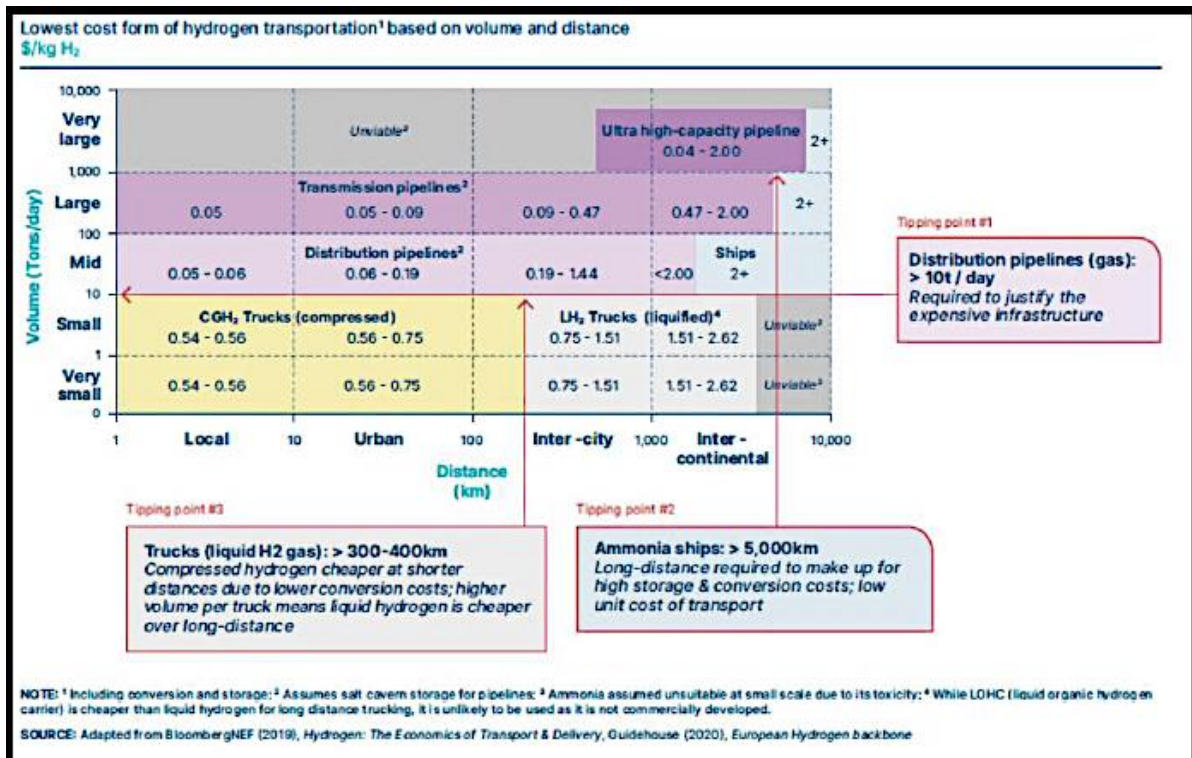 Lowest cost form of hydrogen transportation¹ based on volume and distance
$/kg H₂
10,000
Very large
Unviable³
Ultra high-capacity pipeline
0.04 - 2.00
2+
1,000
Transmission pipelines²
Large
0.05
0.05 - 0.09
0.09 - 0.47
0.47 - 2.00
2+
100
Distribution pipelines²
Ships
Mid
0.05 - 0.06
0.06 - 0.19
0.19 - 1.44
<2.00
2+
10
CGH₂ Trucks (compressed)
LH₂ Trucks (liquified)⁴
Small
0.54 - 0.56
0.56 - 0.75
0.75 - 1.51
1.51 - 2.62
Unviable³
1
Very small
0.54 - 0.56
0.56 - 0.75
0.75 - 1.51
1.51 - 2.62
Unviable³
0
Volume (Tons/day)
1
Local
10
Urban
100
Inter -city
1,000
Inter -
continental
10,000
Distance
(km)
Tipping point #1
Distribution pipelines (gas):
> 10t / day
Required to justify the
expensive infrastructure
Tipping point #3
Trucks (liquid H2 gas): > 300-400km
Compressed hydrogen cheaper at shorter
distances due to lower conversion costs; higher
volume per truck means liquid hydrogen is cheaper
over long-distance
Tipping point #2
Ammonia ships: > 5,000km
Long-distance required to make up for
high storage & conversion costs; low
unit cost of transport
NOTE: ¹ Including conversion and storage; ² Assumes salt cavern storage for pipelines; ³ Ammonia assumed unsuitable at small scale due to its toxicity; ⁴ While LOHC (liquid organic hydrogen
carrier) is cheaper than liquid hydrogen for long distance trucking, it is unlikely to be used as it is not commercially developed.
SOURCE: Adapted from BloombergNEF (2019), Hydrogen: The Economics of Transport & Delivery, Guidehouse (2020), European Hydrogen backbone